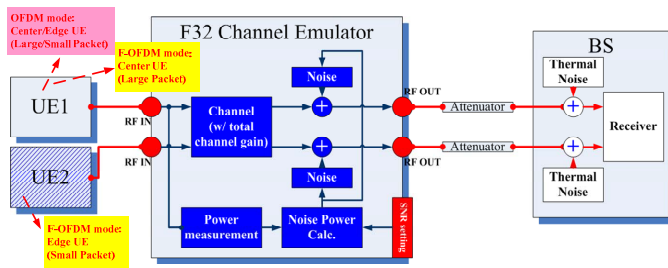 OFDM mode:
Center/Edge UE
(Large/Small Packet)
F-OFDM mode:
Center UE
(Large Packet)
UE1
UE2
F-OFDM mode:
Edge UE
(Small Packet)
F32 Channel Emulator
RF IN
RF IN
Channel
(w/ total
channel gain)
Noise
+
+
Noise
Power
measurement
Noise Power
Calc.
SNR setting
RF OUT
RF OUT
Attenuator
Attenuator
BS
Thermal
Noise
+
+
Receiver
Thermal
Noise